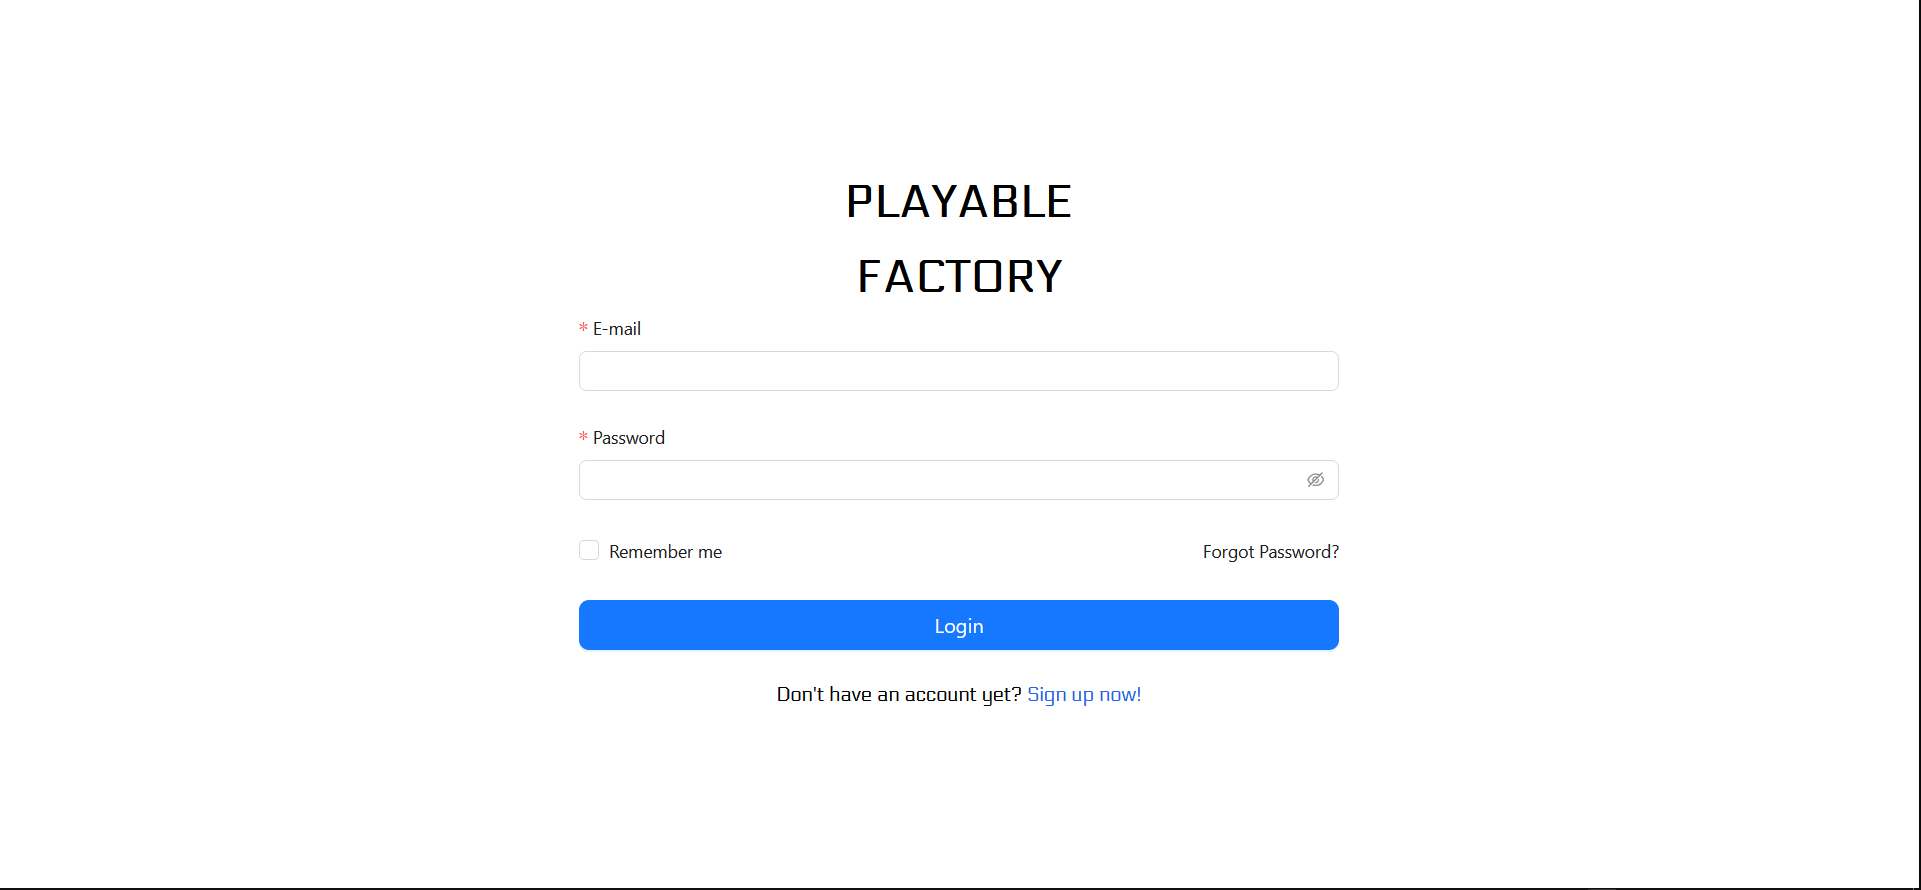 PLAYABLE
FACTORY
* E-mail
* Password
Remember me
Forgot Password?
Login
Don't have an account yet? Sign up now!